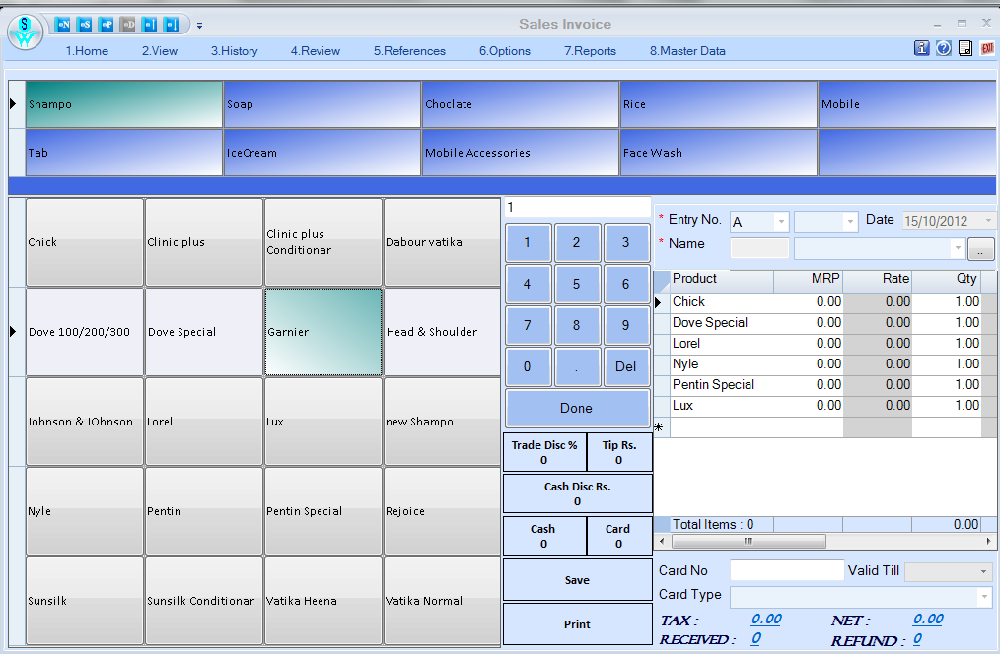 S N S P D
Sales Invoice
1.Home 2.View 3.History 4.Review 5.References 6.Options 7.Reports 8.Master Data
EXIT
Shampo Soap Choclate Rice Mobile
Tab IceCream Mobile Accessories Face Wash
1
* Entry No. A Date 15/10/2012
* Name ..
Chick Clinic plus Clinic plus Conditionar Dabour vatika
Dove 100/200/300 Dove Special Garnier Head & Shoulder
Johnson & JOhnson Lorel Lux new Shampo
Nyle Pentin Pentin Special Rejoice
Sunsilk Sunsilk Conditionar Vatika Heena Vatika Normal
1 2 3
4 5 6
7 8 9
0 . Del
Done
Trade Disc % Tip Rs.
0 0
Cash Disc Rs.
0
Cash Card
0 0
Save
Print
Product MRP Rate Qty
Chick 0.00 0.00 1.00
Dove Special 0.00 0.00 1.00
Lorel 0.00 0.00 1.00
Nyle 0.00 0.00 1.00
Pentin Special 0.00 0.00 1.00
Lux 0.00 0.00 1.00
*
Total Items : 0 0.00
Card No Valid Till
Card Type
TAX : 0.00 NET : 0.00
RECEIVED : 0 REFUND : 0